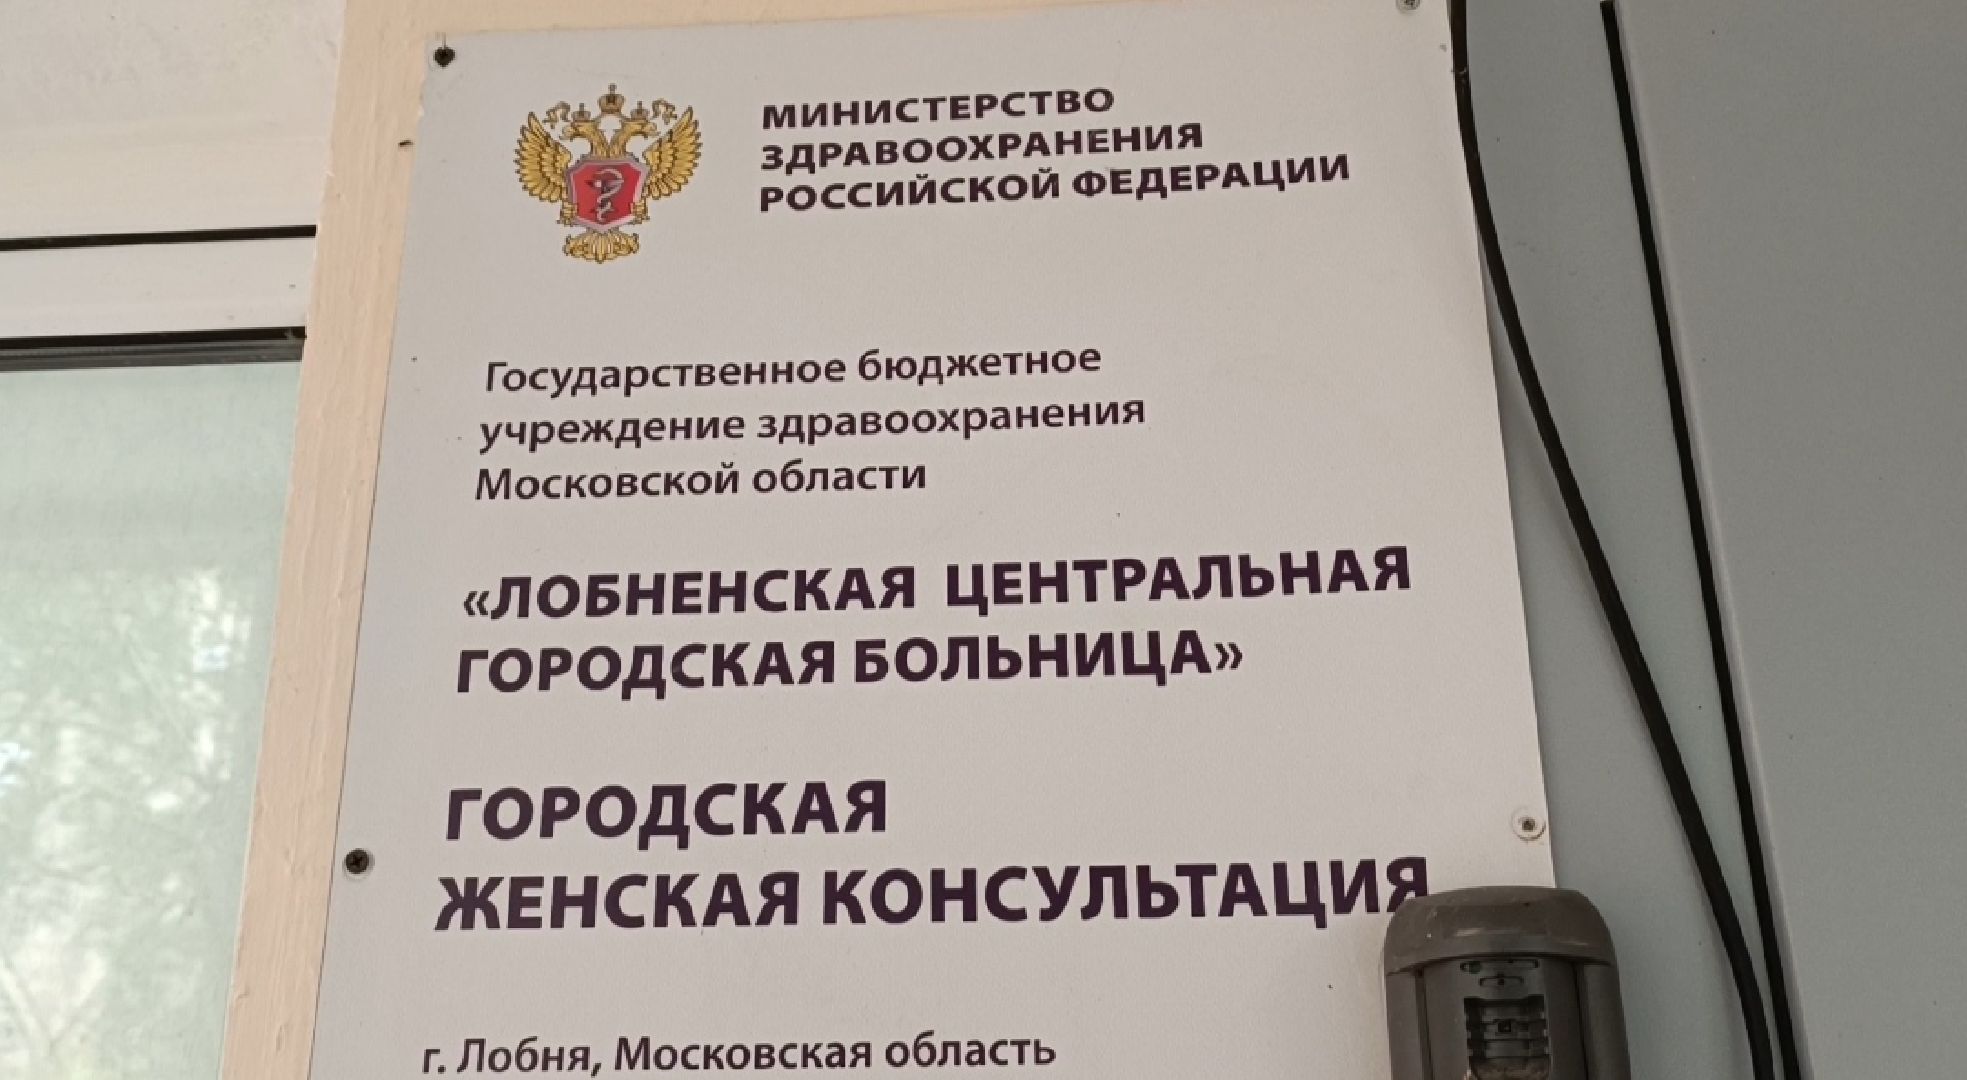 МИНИСТЕРСТВО
ЗДРАВООХРАНЕНИЯ
РОССИЙСКОЙ ФЕДЕРАЦИИ
Государственное бюджетное
учреждение здравоохранения
Московской области
«ЛОБНЕНСКАЯ ЦЕНТРАЛЬНАЯ
ГОРОДСКАЯ БОЛЬНИЦА»
ГОРОДСКАЯ
ЖЕНСКАЯ КОНСУЛЬТАЦИЯ
г. Лобня, Московская область